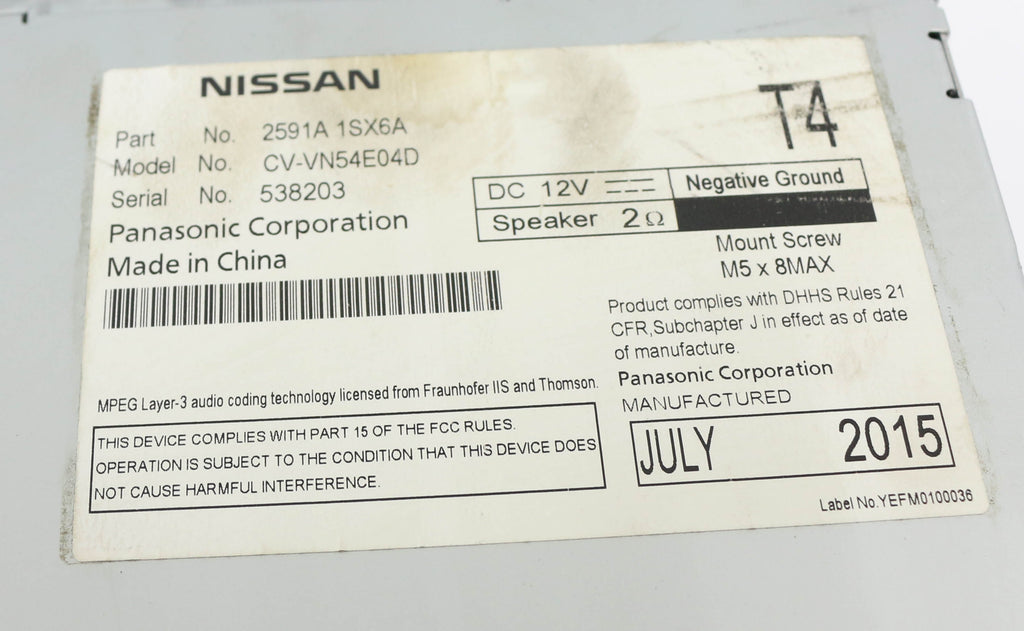 NISSAN
T4
Part No. 2591A 1SX6A
Model No. CV-VN54E04D
Serial No. 538203
Panasonic Corporation
Made in China
DC 12V
Negative Ground
Speaker 2Ω
Mount Screw
M5 x 8MAX
Product complies with DHHS Rules 21
CFR,Subchapter J in effect as of date
of manufacture.
Panasonic Corporation
MANUFACTURED
JULY 2015
MPEG Layer-3 audio coding technology licensed from Fraunhofer IIS and Thomson.
THIS DEVICE COMPLIES WITH PART 15 OF THE FCC RULES.
OPERATION IS SUBJECT TO THE CONDITION THAT THIS DEVICE DOES
NOT CAUSE HARMFUL INTERFERENCE.
Label No.YEFM0100036